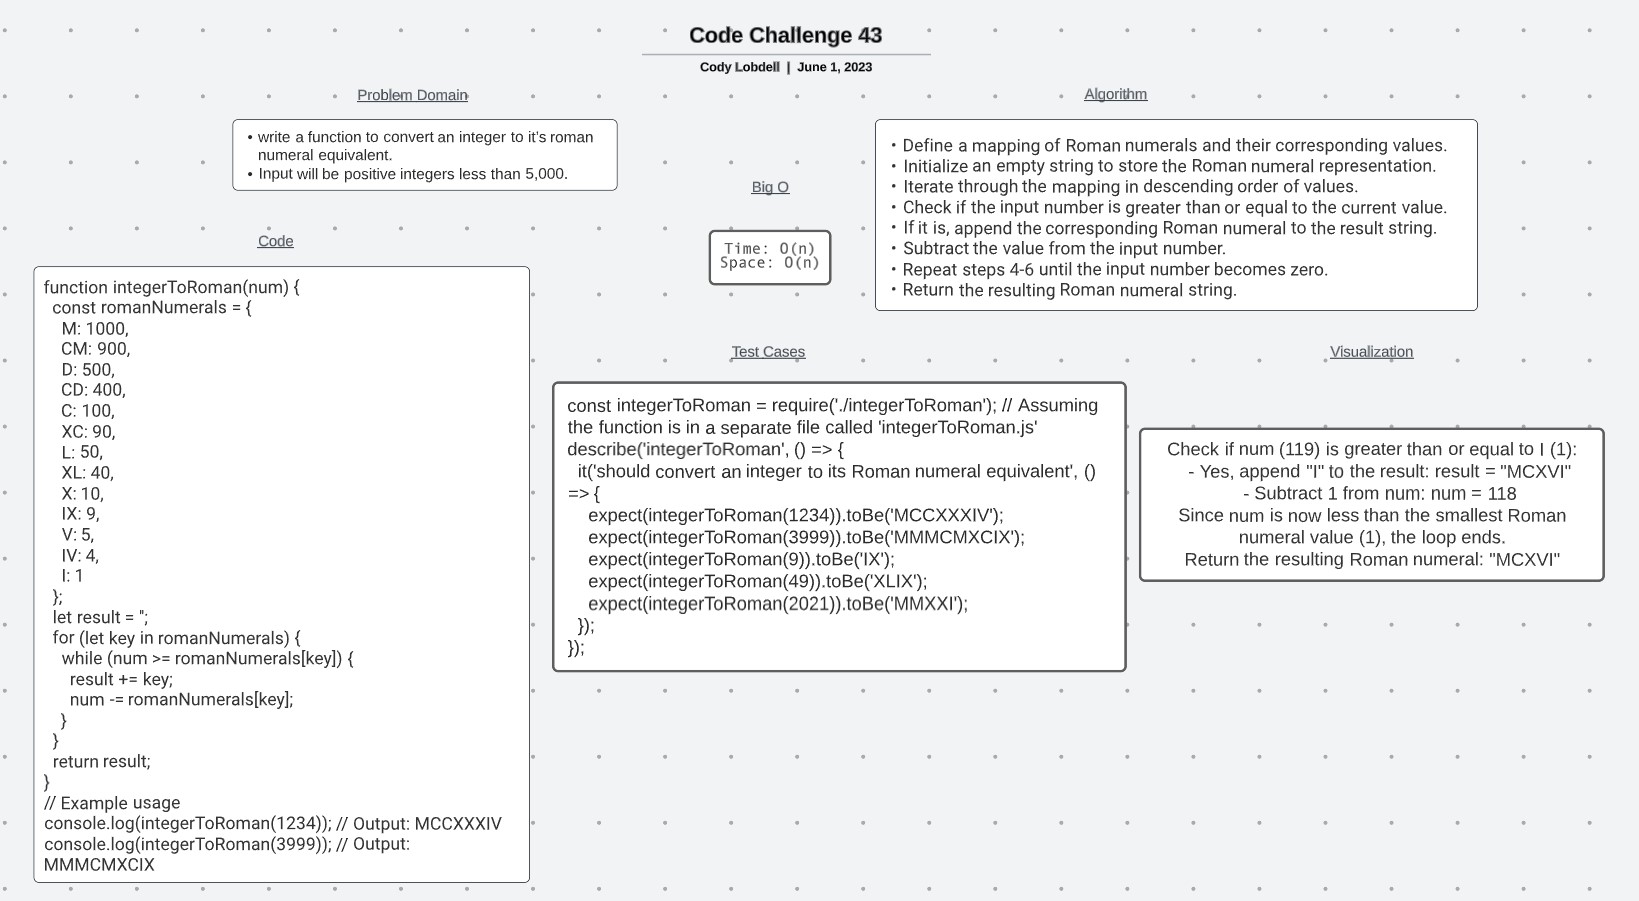 Code Challenge 43
Cody Lobdell | June 1, 2023
Problem Domain
• write a function to convert an integer to it's roman
numeral equivalent.
• Input will be positive integers less than 5,000.
Algorithm
• Define a mapping of Roman numerals and their corresponding values.
• Initialize an empty string to store the Roman numeral representation.
• Iterate through the mapping in descending order of values.
• Check if the input number is greater than or equal to the current value.
• If it is, append the corresponding Roman numeral to the result string.
• Subtract the value from the input number.
• Repeat steps 4-6 until the input number becomes zero.
• Return the resulting Roman numeral string.
Big O
Time: O(n)
Space: O(n)
Code
function integerToRoman(num) {
const romanNumerals = {
M: 1000,
CM: 900,
D: 500,
CD: 400,
C: 100,
XC: 90,
L: 50,
XL: 40,
X: 10,
IX: 9,
V: 5,
IV: 4,
I: 1
};
let result = '';
for (let key in romanNumerals) {
while (num >= romanNumerals[key]) {
result += key;
num -= romanNumerals[key];
}
}
return result;
}
// Example usage
console.log(integerToRoman(1234)); // Output: MCCXXXIV
console.log(integerToRoman(3999)); // Output:
MMMCMXCIX
Test Cases
const integerToRoman = require('./integerToRoman'); // Assuming
the function is in a separate file called 'integerToRoman.js'
describe('integerToRoman', () => {
it('should convert an integer to its Roman numeral equivalent', ()
=> {
expect(integerToRoman(1234)).toBe('MCCXXXIV');
expect(integerToRoman(3999)).toBe('MMMCMXCIX');
expect(integerToRoman(9)).toBe('IX');
expect(integerToRoman(49)).toBe('XLIX');
expect(integerToRoman(2021)).toBe('MMXXI');
});
});
Visualization
Check if num (119) is greater than or equal to I (1):
- Yes, append "I" to the result: result = "MCXVI"
- Subtract 1 from num: num = 118
Since num is now less than the smallest Roman
numeral value (1), the loop ends.
Return the resulting Roman numeral: "MCXVI"